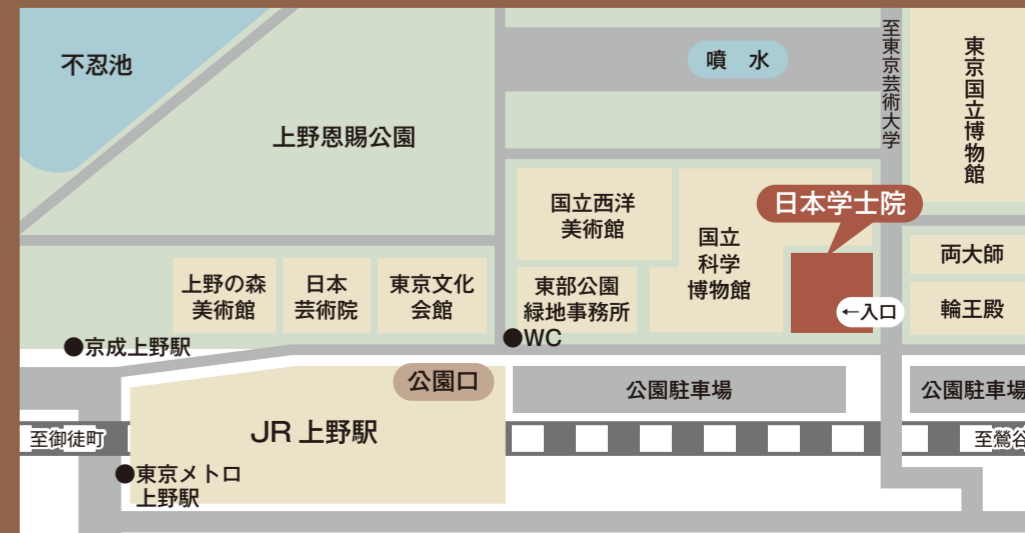 不忍池
上野恩賜公園
噴 水
至東京芸術大学
東京国立博物館
日本学士院
国立西洋
美術館
国立
科学
博物館
両大師
上野の森
美術館
日本
芸術院
東京文化
会館
東部公園
緑地事務所
←入口
輪王殿
●WC
●京成上野駅
公園口
公園駐車場
公園駐車場
至御徒町
JR 上野駅
至鶯谷
●東京メトロ
上野駅